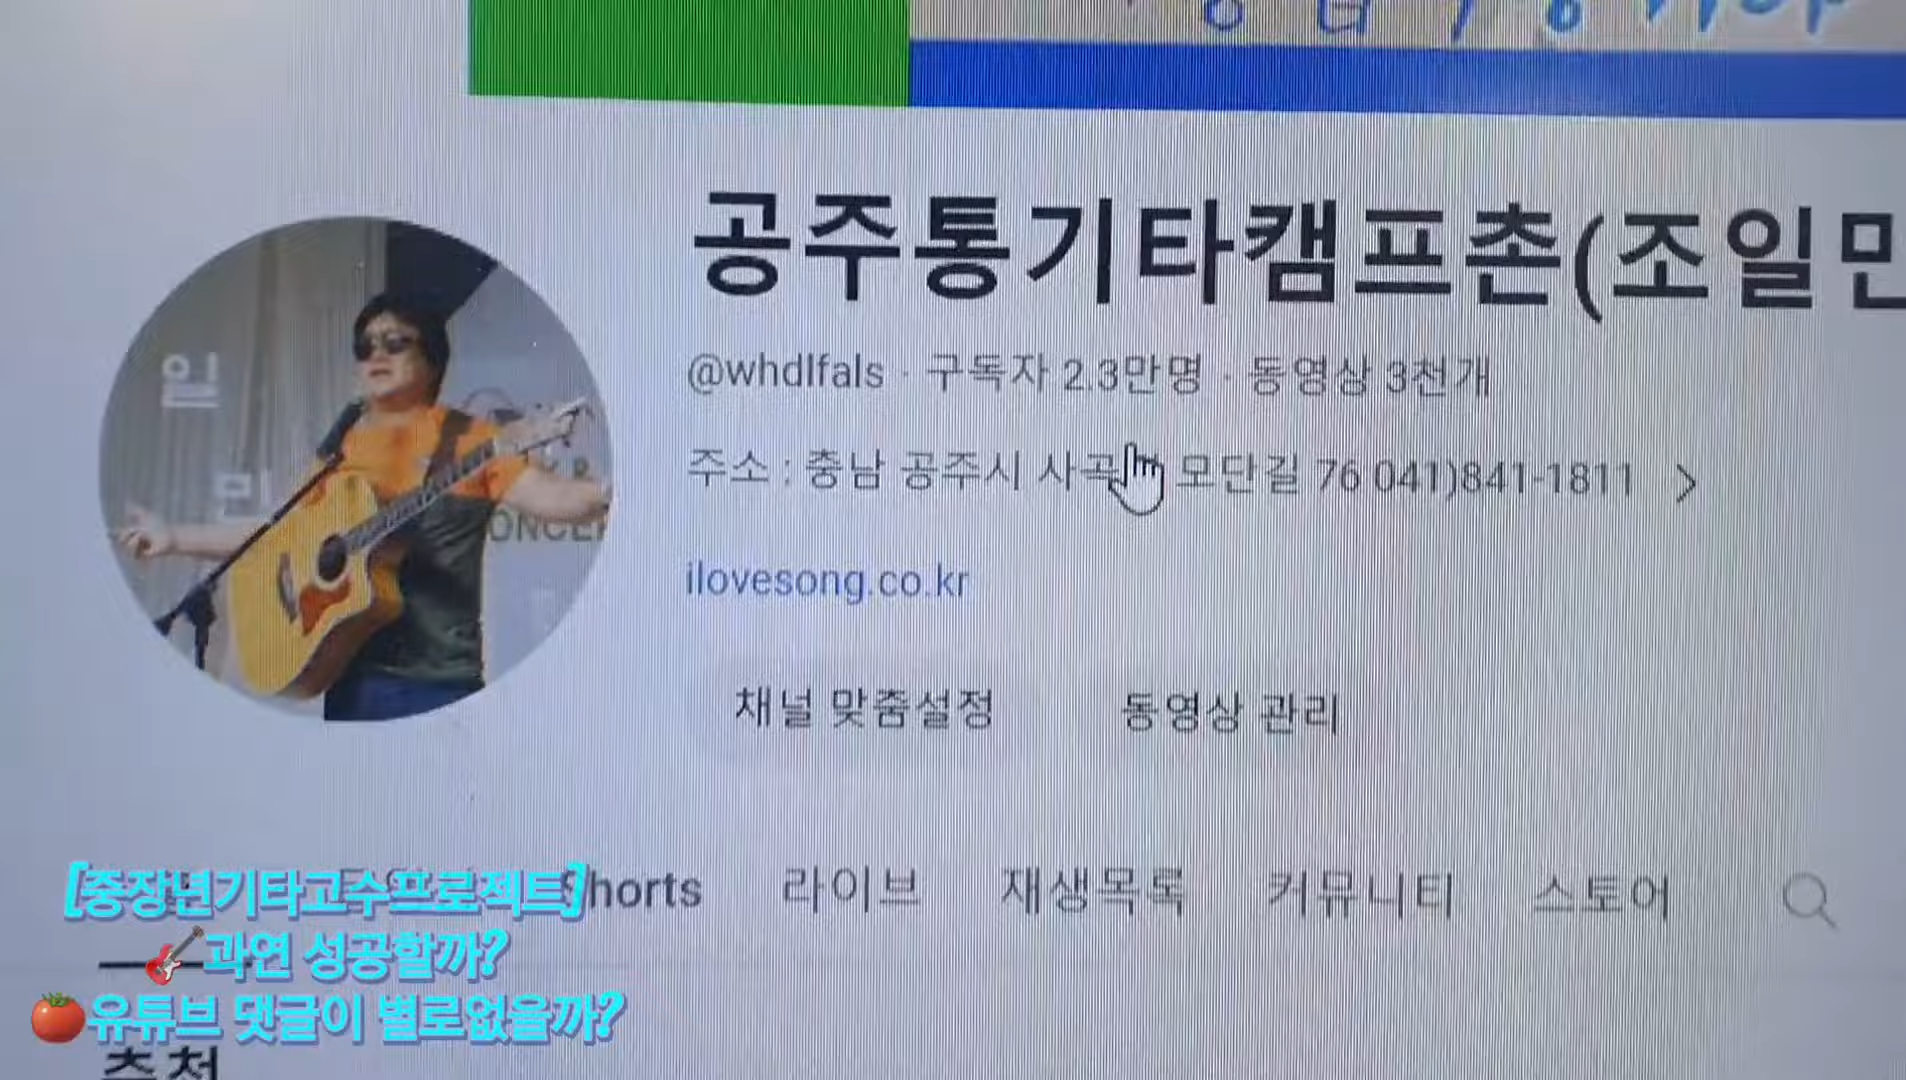 공주통기타캠프촌(조일민
@whdlfals · 구독자 2.3만명 · 동영상 3천개
주소 : 충남 공주시 사곡 모단길 76 041)841-1811 >
ilovesong.co.kr
채널 맞춤설정 동영상 관리
Shorts 라이브 재생목록 커뮤니티 스토어
[중장년기타고수프로젝트]
🎸과연 성공할까?
🍅유튜브 댓글이 별로없을까?
추천
일
민
ONCER